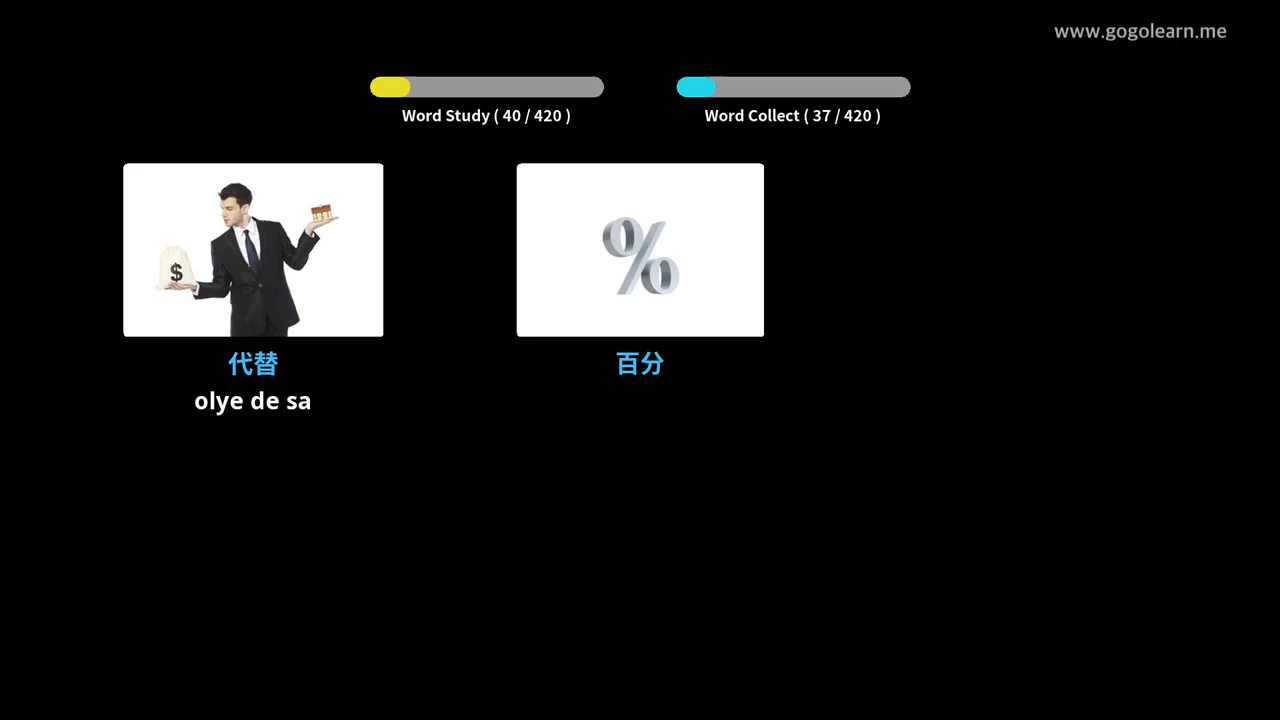 www.gogolearn.me
Word Study ( 40 / 420 )
Word Collect ( 37 / 420 )
$
%
代替
百分
olye de sa